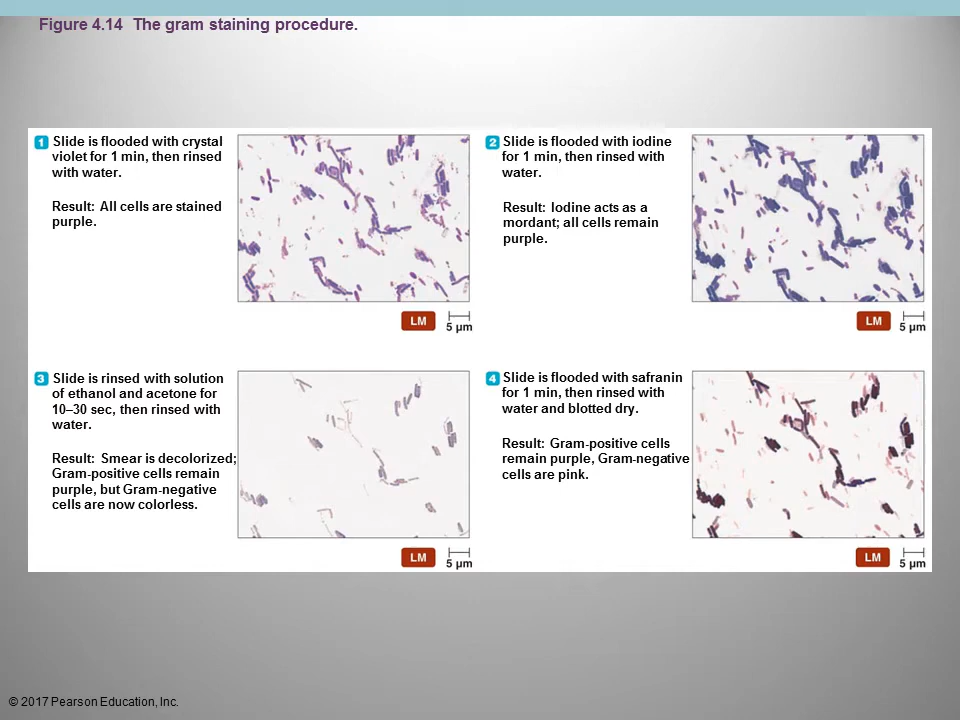 Figure 4.14 The gram staining procedure.
1 Slide is flooded with crystal
violet for 1 min, then rinsed
with water.
Result: All cells are stained
purple.
LM 5 µm
2 Slide is flooded with iodine
for 1 min, then rinsed with
water.
Result: Iodine acts as a
mordant; all cells remain
purple.
LM 5 µm
3 Slide is rinsed with solution
of ethanol and acetone for
10–30 sec, then rinsed with
water.
Result: Smear is decolorized;
Gram-positive cells remain
purple, but Gram-negative
cells are now colorless.
LM 5 µm
4 Slide is flooded with safranin
for 1 min, then rinsed with
water and blotted dry.
Result: Gram-positive cells
remain purple, Gram-negative
cells are pink.
LM 5 µm
© 2017 Pearson Education, Inc.